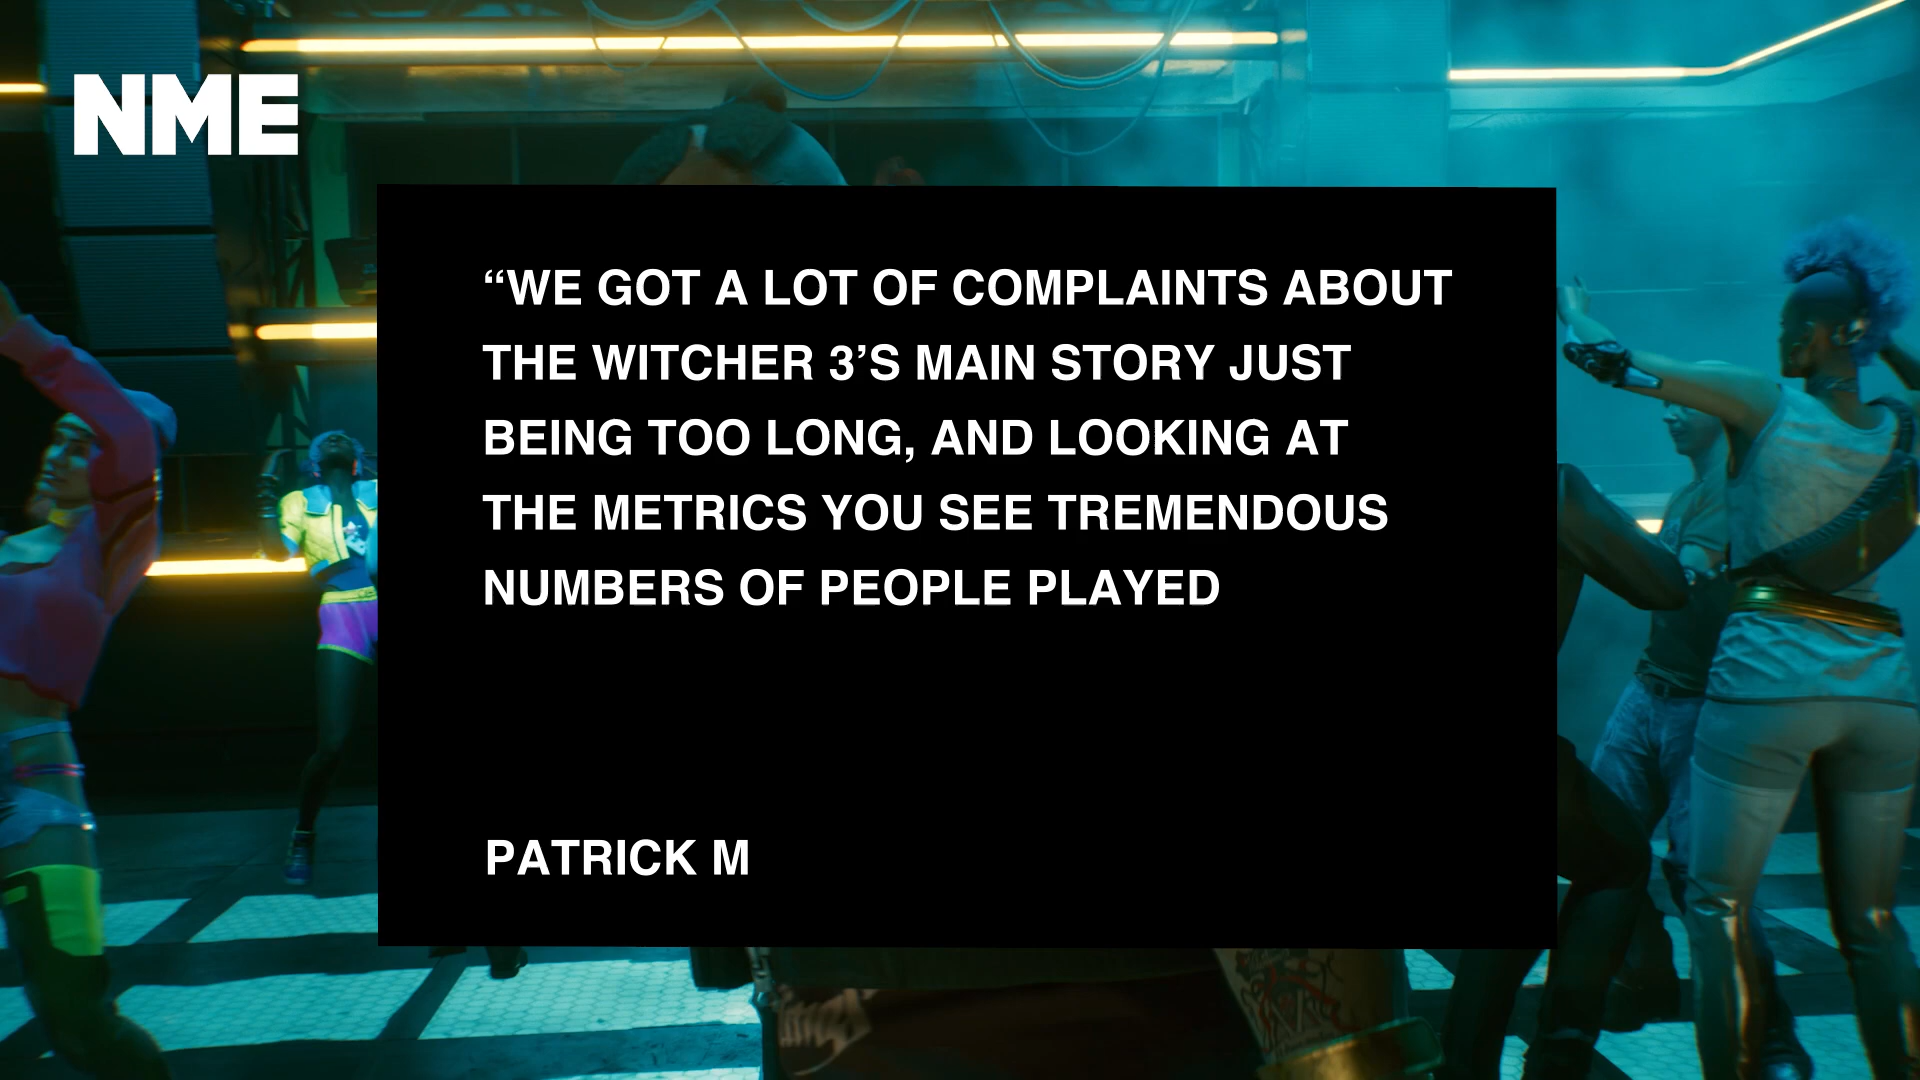 NME
“WE GOT A LOT OF COMPLAINTS ABOUT
THE WITCHER 3’S MAIN STORY JUST
BEING TOO LONG, AND LOOKING AT
THE METRICS YOU SEE TREMENDOUS
NUMBERS OF PEOPLE PLAYED
PATRICK M